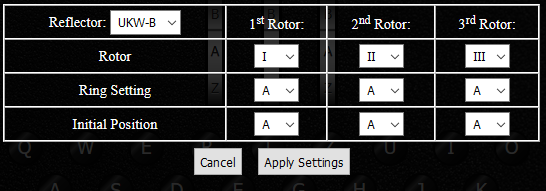 Reflector: UKW-B 1st Rotor: 2nd Rotor: 3rd Rotor:
Rotor I II III
Ring Setting A A A
Initial Position A A A
Cancel Apply Settings